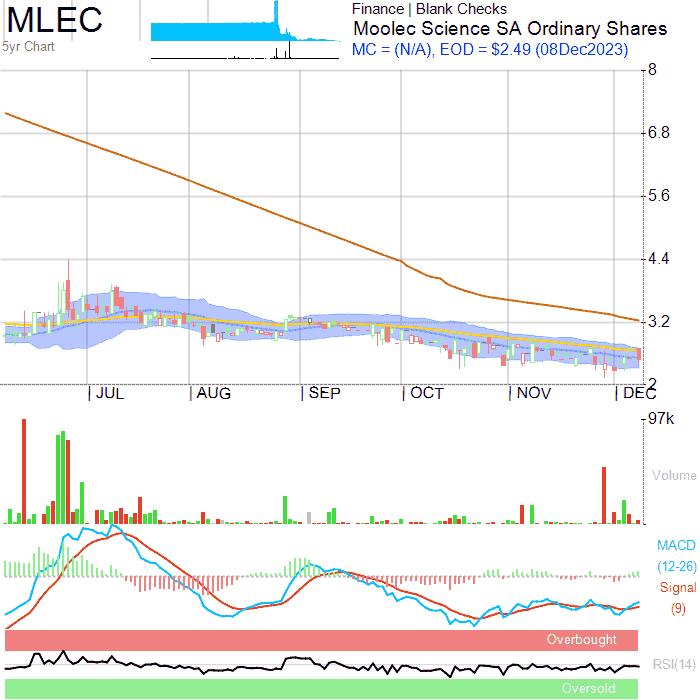 MLEC
5yr Chart
Finance | Blank Checks
Moolec Science SA Ordinary Shares
MC = (N/A), EOD = $2.49 (08Dec2023)
8
6.8
5.6
4.4
3.2
2
| JUL | AUG | SEP | OCT | NOV | DEC
97k
Volume
MACD
(12-26)
Signal
(9)
Overbought
RSI(14)
Oversold